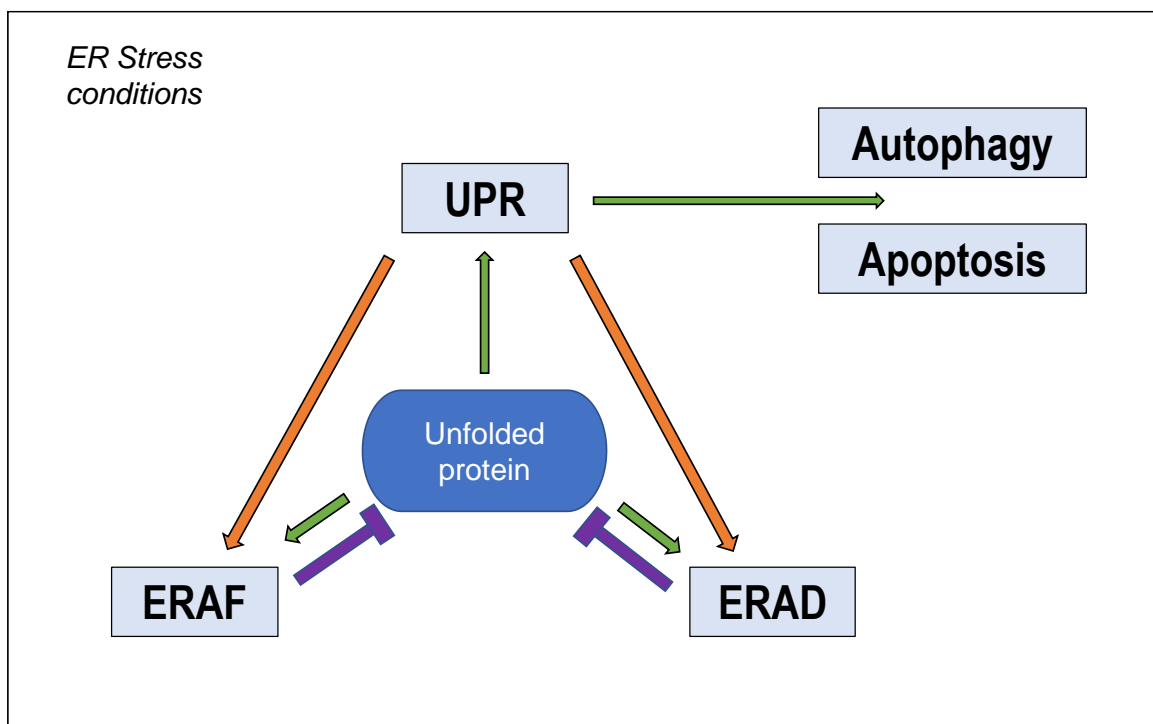 ER Stress
conditions
Autophagy
UPR
Apoptosis
Unfolded
protein
ERAF
ERAD